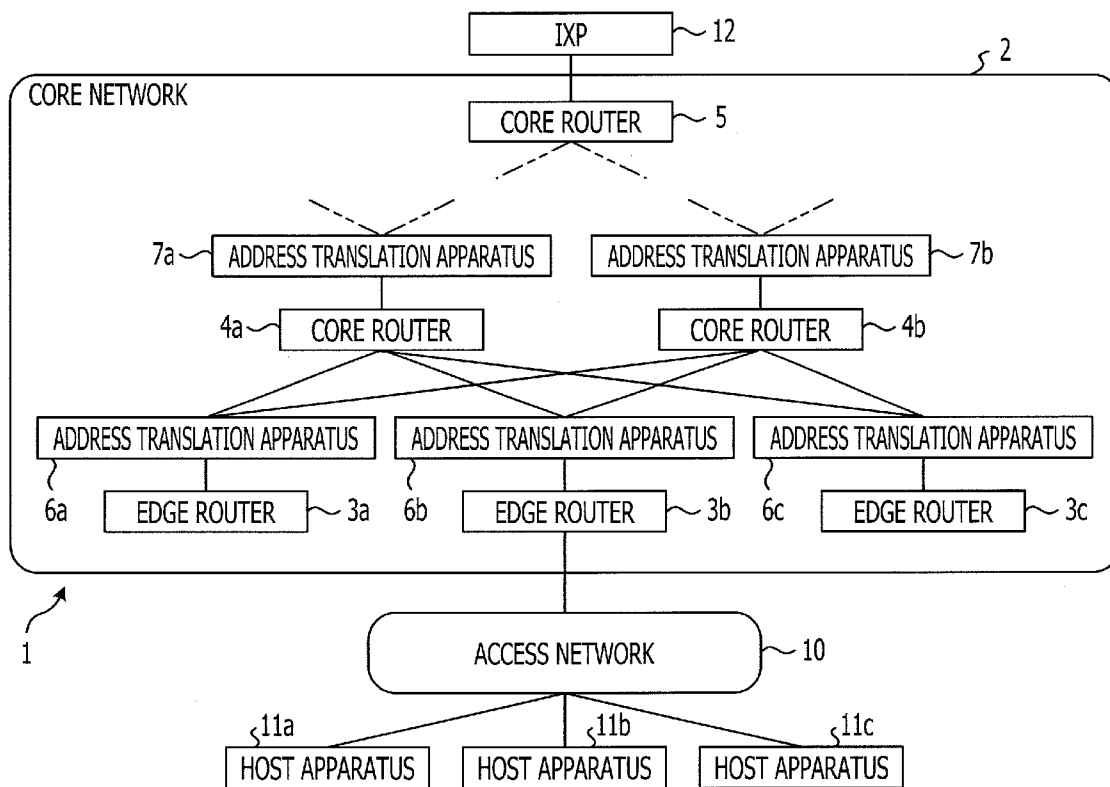 IXP 12
2
CORE NETWORK
CORE ROUTER 5
7a ADDRESS TRANSLATION APPARATUS ADDRESS TRANSLATION APPARATUS 7b
4a CORE ROUTER CORE ROUTER 4b
ADDRESS TRANSLATION APPARATUS ADDRESS TRANSLATION APPARATUS ADDRESS TRANSLATION APPARATUS
6a EDGE ROUTER 3a 6b EDGE ROUTER 3b 6c EDGE ROUTER 3c
1
ACCESS NETWORK 10
11a 11b 11c
HOST APPARATUS HOST APPARATUS HOST APPARATUS